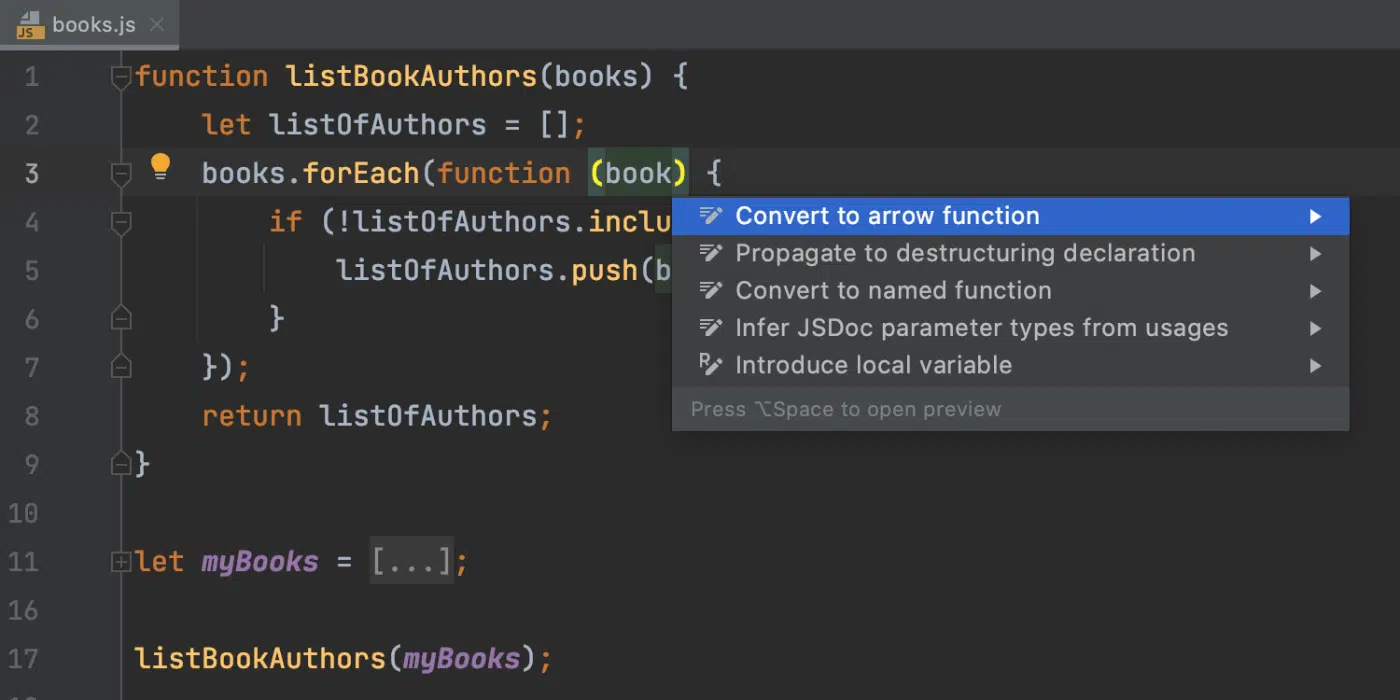 books.js
JS
1 function listBookAuthors(books) {
2 let listOfAuthors = [];
3 books.forEach(function (book) {
4 if (!listOfAuthors.inclu
5 listOfAuthors.push(b
6 }
7 });
8 return listOfAuthors;
9 }
10
11 let myBooks = [...];
16
17 listBookAuthors(myBooks);
Convert to arrow function
Propagate to destructuring declaration
Convert to named function
Infer JSDoc parameter types from usages
Introduce local variable
Press ⌥Space to open preview